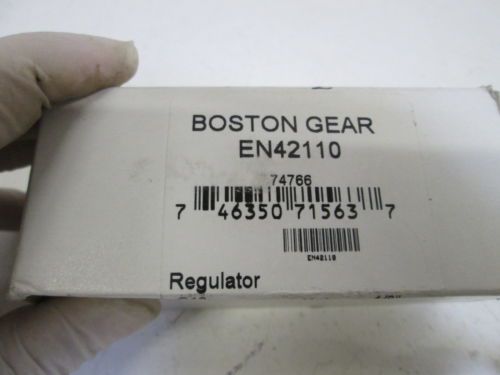 BOSTON GEAR
EN42110
74766
7 46350 71563 7
EN42110
Regulator